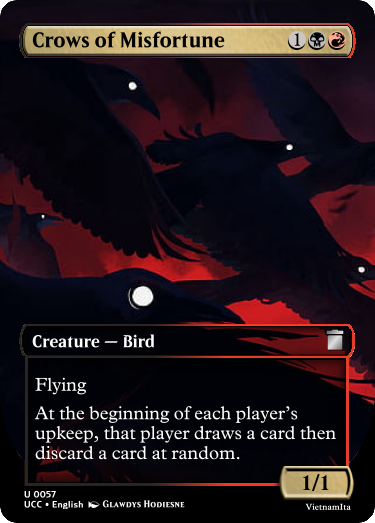 Crows of Misfortune 1
Creature — Bird
Flying
At the beginning of each player's
upkeep, that player draws a card then
discard a card at random.
1/1
U 0057
UCC • English Glawdys Hodiesne
VietnamIta